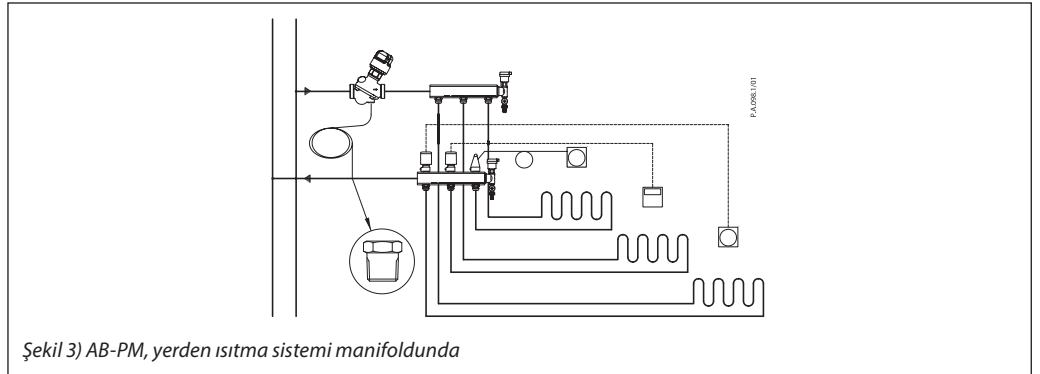 P.A.098.1/01
Şekil 3) AB-PM, yerden ısıtma sistemi manifoldunda